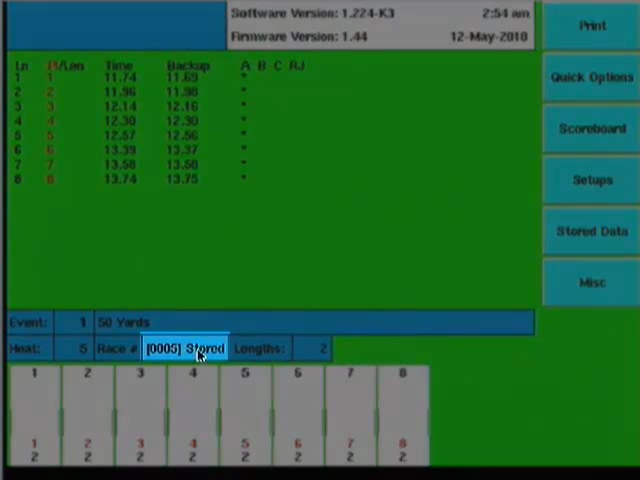 Software Version: 1.224-K3 2:54 am
Firmware Version: 1.44 12-May-2010
Print
Quick Options
Scoreboard
Setups
Stored Data
Misc
Ln Pl/Len Time Backup A B C RJ
1 1 11.74 11.69 *
2 2 11.96 11.98 *
3 3 12.14 12.16 *
4 4 12.30 12.30 *
5 5 12.57 12.56 *
6 6 13.39 13.37 *
7 7 13.58 13.58 *
8 8 13.74 13.75 *
Event: 1 50 Yards
Heat: 5 Race # [0005] Stored Lengths: 2
1 2 3 4 5 6 7 8
1 2 3 4 5 6 7 8
2 2 2 2 2 2 2 2